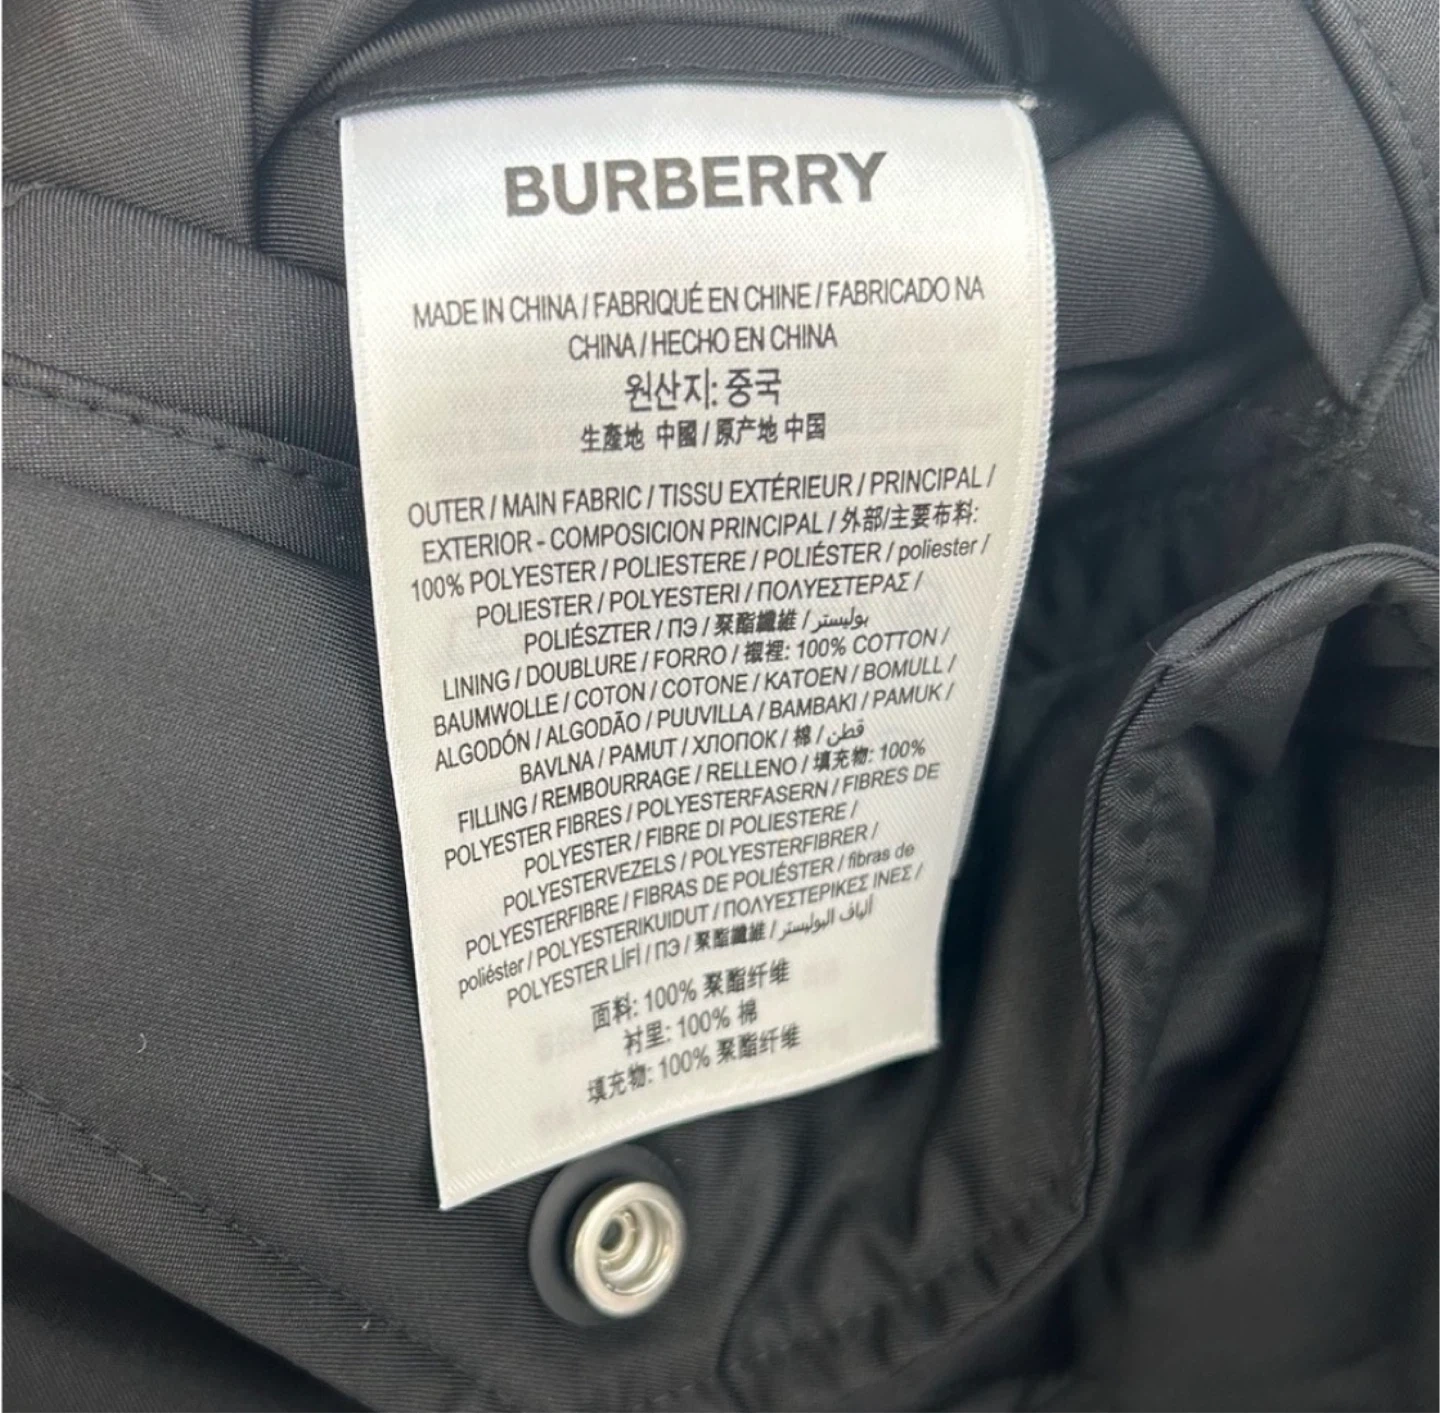 BURBERRY
MADE IN CHINA / FABRIQUÉ EN CHINE / FABRICADO NA
CHINA / HECHO EN CHINA
원산지: 중국
生產地 中國 / 原产地 中国
OUTER / MAIN FABRIC / TISSU EXTÉRIEUR / PRINCIPAL /
EXTERIOR - COMPOSICION PRINCIPAL / 外部/主要布料:
100% POLYESTER / POLIESTERE / POLIÉSTER / poliester /
POLIESTER / POLYESTERI / ΠΟΛΥΕΣΤΕΡΑΣ /
POLIÉSZTER / ПЭ / 聚酯纖維 / بوليستر
LINING / DOUBLURE / FORRO / 襯裡: 100% COTTON /
BAUMWOLLE / COTON / COTONE / KATOEN / BOMULL /
ALGODÓN / ALGODÃO / PUUVILLA / BAMBAKI / PAMUK /
BAVLNA / PAMUT / ХЛОПОК / 棉 / قطن
FILLING / REMBOURRAGE / RELLENO / 填充物: 100%
POLYESTER FIBRES / POLYESTERFASERN / FIBRES DE
POLYESTER / FIBRE DI POLIESTERE /
POLYESTERVEZELS / POLYESTERFIBRER /
POLYESTERFIBRE / FIBRAS DE POLIÉSTER / fibras de
poliéster / POLYESTERIKUIDUT / ΠΟΛΥΕΣΤΕΡΙΚΕΣ ΙΝΕΣ /
POLYESTER LİFİ / ПЭ / 聚酯纖維 / ألياف البوليستر
面料: 100% 聚酯纤维
衬里: 100% 棉
填充物: 100% 聚酯纤维